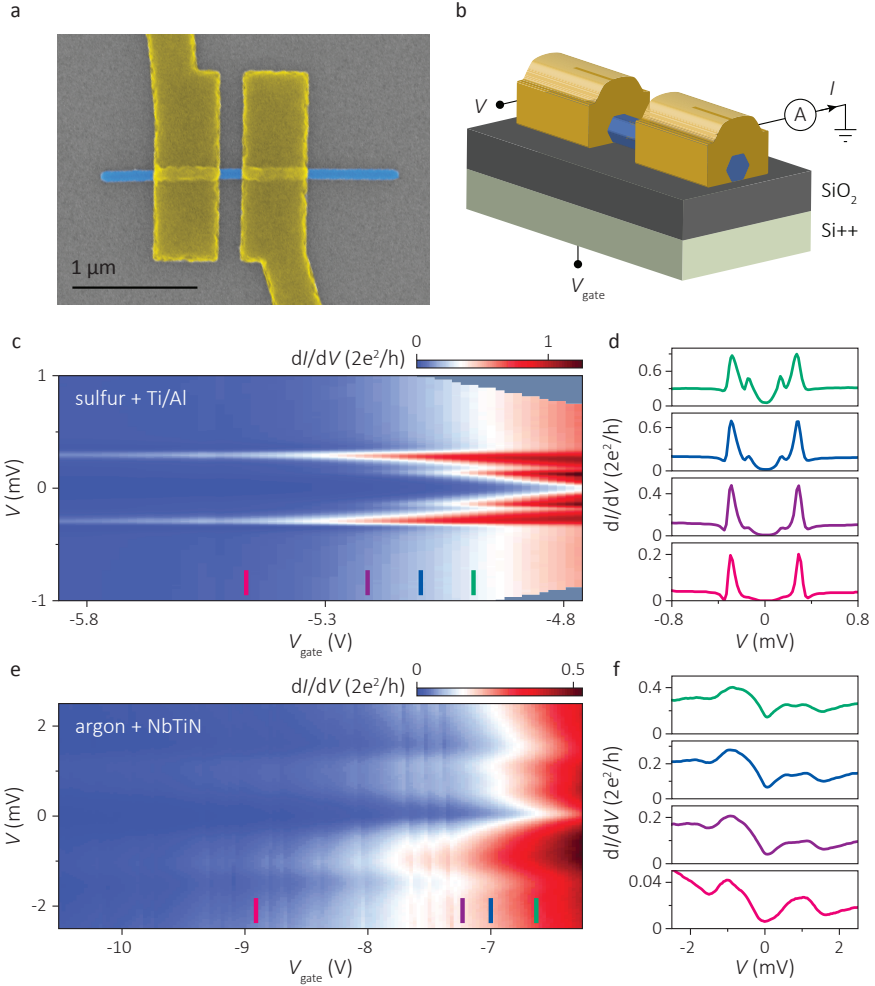 a
b
1 µm
V
I
A
SiO2
Si++
Vgate
c
dI/dV (2e²/h)
0
1
sulfur + Ti/Al
1
0
-1
V (mV)
-5.8
-5.3
-4.8
Vgate (V)
d
0.6
0
0.6
0
0.4
0
0.2
0
dI/dV (2e²/h)
-0.8
0
0.8
V (mV)
e
dI/dV (2e²/h)
0
0.5
argon + NbTiN
2
0
-2
V (mV)
-10
-9
-8
-7
Vgate (V)
f
0.4
0
0.2
0
0.2
0
0.04
0
dI/dV (2e²/h)
-2
0
2
V (mV)